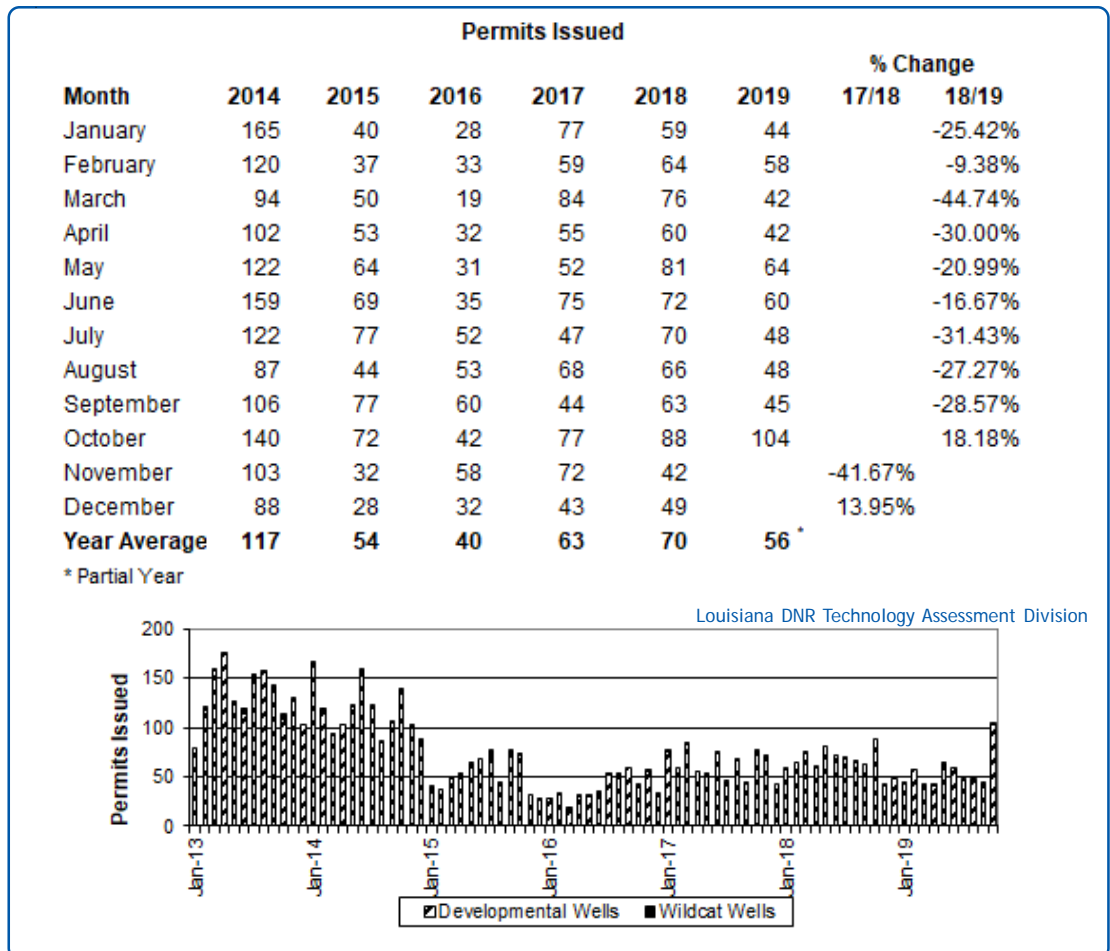 Permits Issued
% Change
Month 2014 2015 2016 2017 2018 2019 17/18 18/19
January 165 40 28 77 59 44 -25.42%
February 120 37 33 59 64 58 -9.38%
March 94 50 19 84 76 42 -44.74%
April 102 53 32 55 60 42 -30.00%
May 122 64 31 52 81 64 -20.99%
June 159 69 35 75 72 60 -16.67%
July 122 77 52 47 70 48 -31.43%
August 87 44 53 68 66 48 -27.27%
September 106 77 60 44 63 45 -28.57%
October 140 72 42 77 88 104 18.18%
November 103 32 58 72 42 -41.67%
December 88 28 32 43 49 13.95%
Year Average 117 54 40 63 70 56 *
* Partial Year
Louisiana DNR Technology Assessment Division
Permits Issued
200
150
100
50
0
Jan-13 Jan-14 Jan-15 Jan-16 Jan-17 Jan-18 Jan-19
Developmental Wells Wildcat Wells